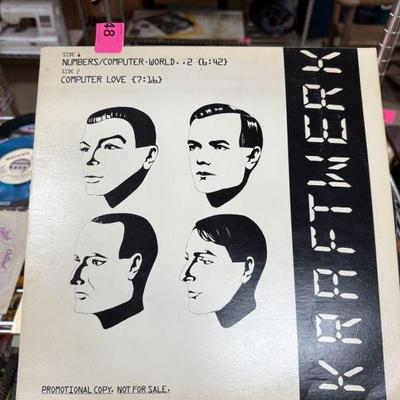 48
SIDE 1
NUMBERS/COMPUTER-WORLD..2 {6:42}
SIDE 2
COMPUTER LOVE {7:16}
KRAFTWERK
PROMOTIONAL COPY. NOT FOR SALE.